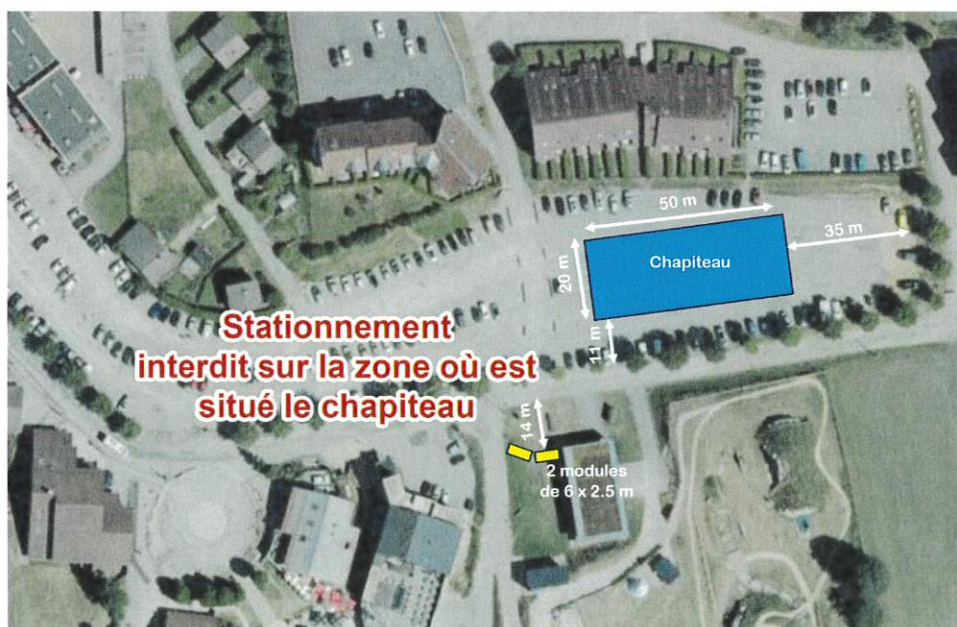 50 m
35 m
Chapiteau
20 m
11 m
Stationnement
interdit sur la zone où est
situé le chapiteau
14 m
2 modules
de 6 x 2.5 m